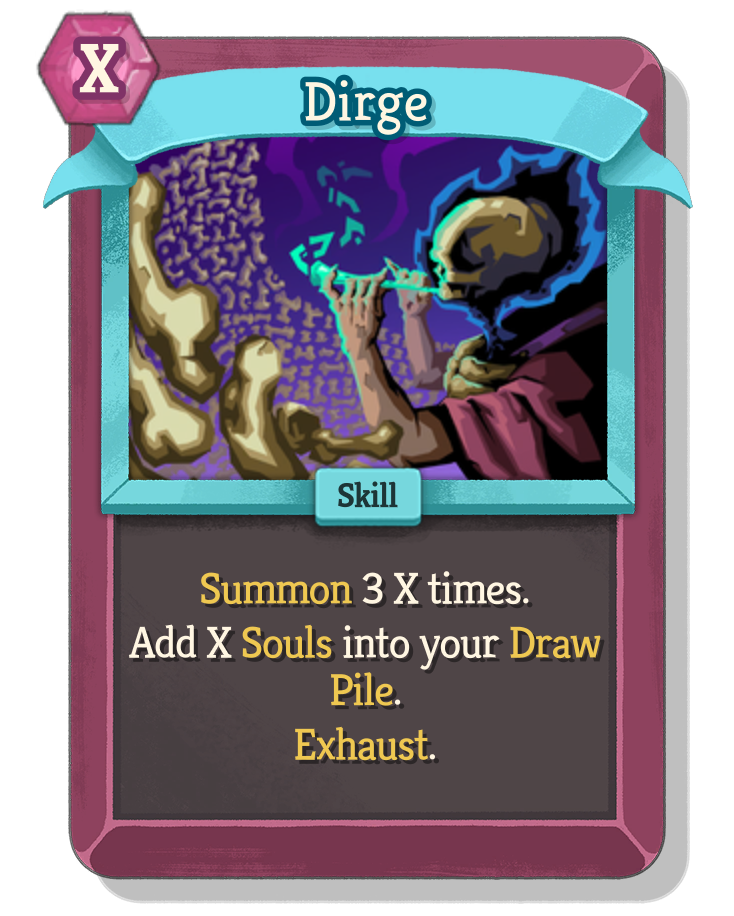 X
Dirge
Skill
Summon 3 X times.
Add X Souls into your Draw
Pile.
Exhaust.